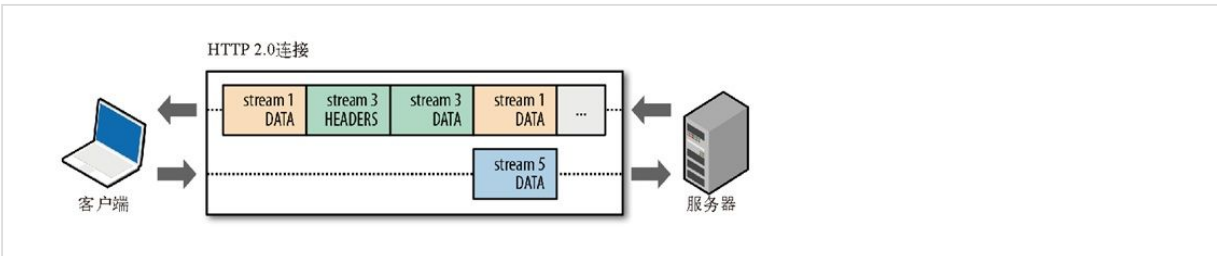 HTTP 2.0连接
stream 1 stream 3 stream 3 stream 1
DATA HEADERS DATA DATA ...
stream 5
DATA
客户端
服务器